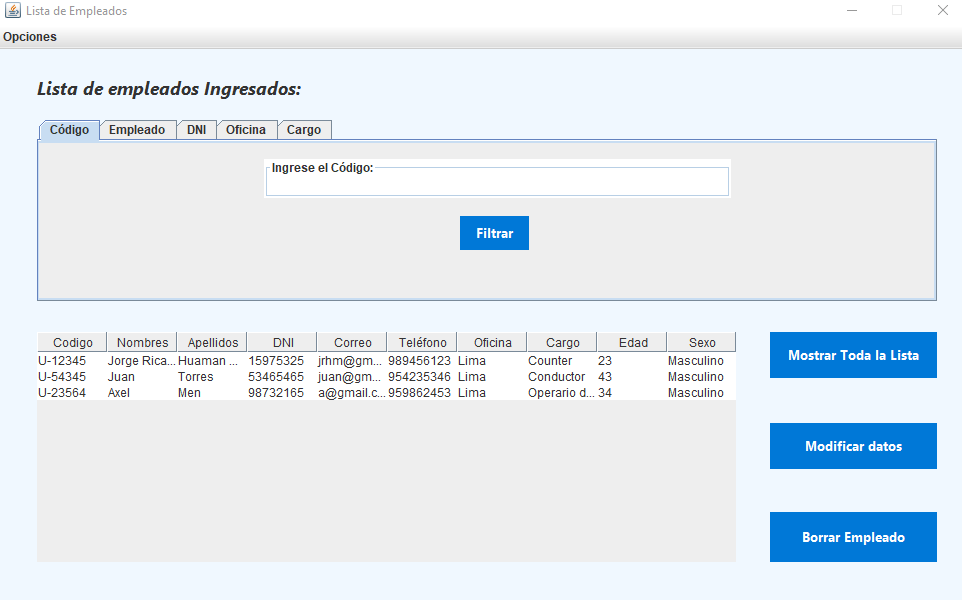 Lista de Empleados
Opciones
Lista de empleados Ingresados:
Código Empleado DNI Oficina Cargo
Ingrese el Código:
Filtrar
Codigo Nombres Apellidos DNI Correo Teléfono Oficina Cargo Edad Sexo
U-12345 Jorge Rica... Huaman ... 15975325 jrhm@gm... 989456123 Lima Counter 23 Masculino
U-54345 Juan Torres 53465465 juan@gm... 954235346 Lima Conductor 43 Masculino
U-23564 Axel Men 98732165 a@gmail.c... 959862453 Lima Operario d... 34 Masculino
Mostrar Toda la Lista
Modificar datos
Borrar Empleado